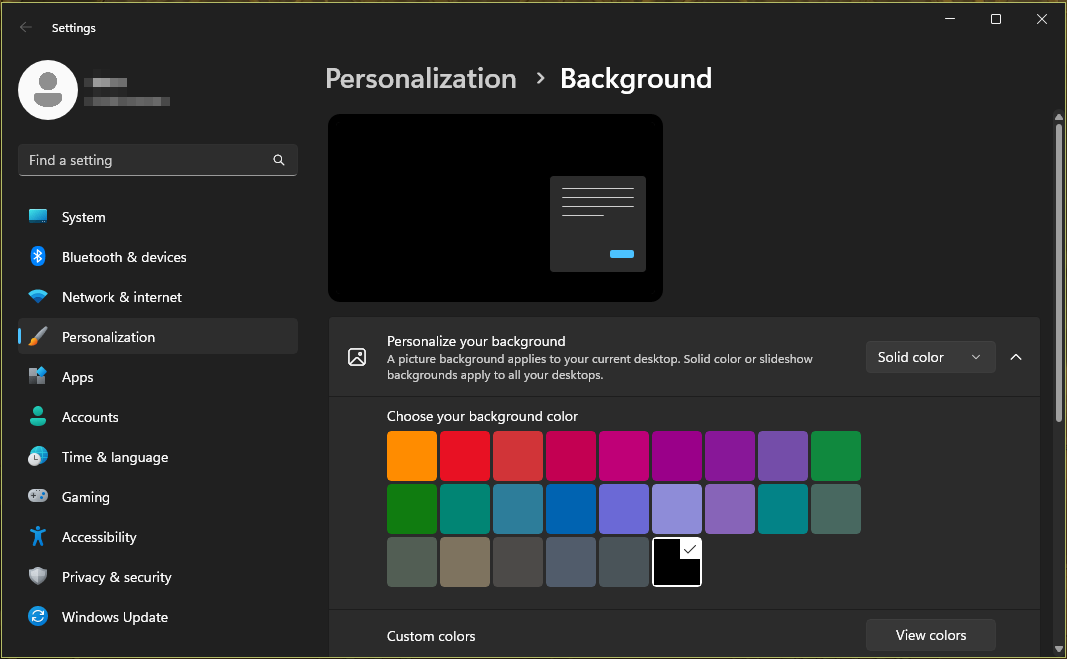 Settings
Personalization > Background
Find a setting
System
Bluetooth & devices
Network & internet
Personalization
Apps
Accounts
Time & language
Gaming
Accessibility
Privacy & security
Windows Update
Personalize your background
A picture background applies to your current desktop. Solid color or slideshow
backgrounds apply to all your desktops.
Solid color
Choose your background color
Custom colors
View colors